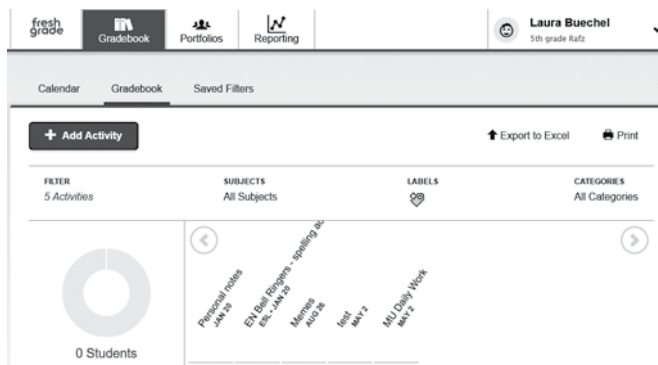 fresh
grade
Gradebook
Portfolios
Reporting
Laura Buechel
5th grade Rafz
Calendar
Gradebook
Saved Filters
+ Add Activity
Export to Excel
Print
FILTER
5 Activities
SUBJECTS
All Subjects
LABELS
CATEGORIES
All Categories
Personal notes
JAN 20
EN Bell Ringers - spelling
ESL • JAN 20
Memes
AUG 26
test
MAY 2
MU Daily Work
MAY 2
0 Students